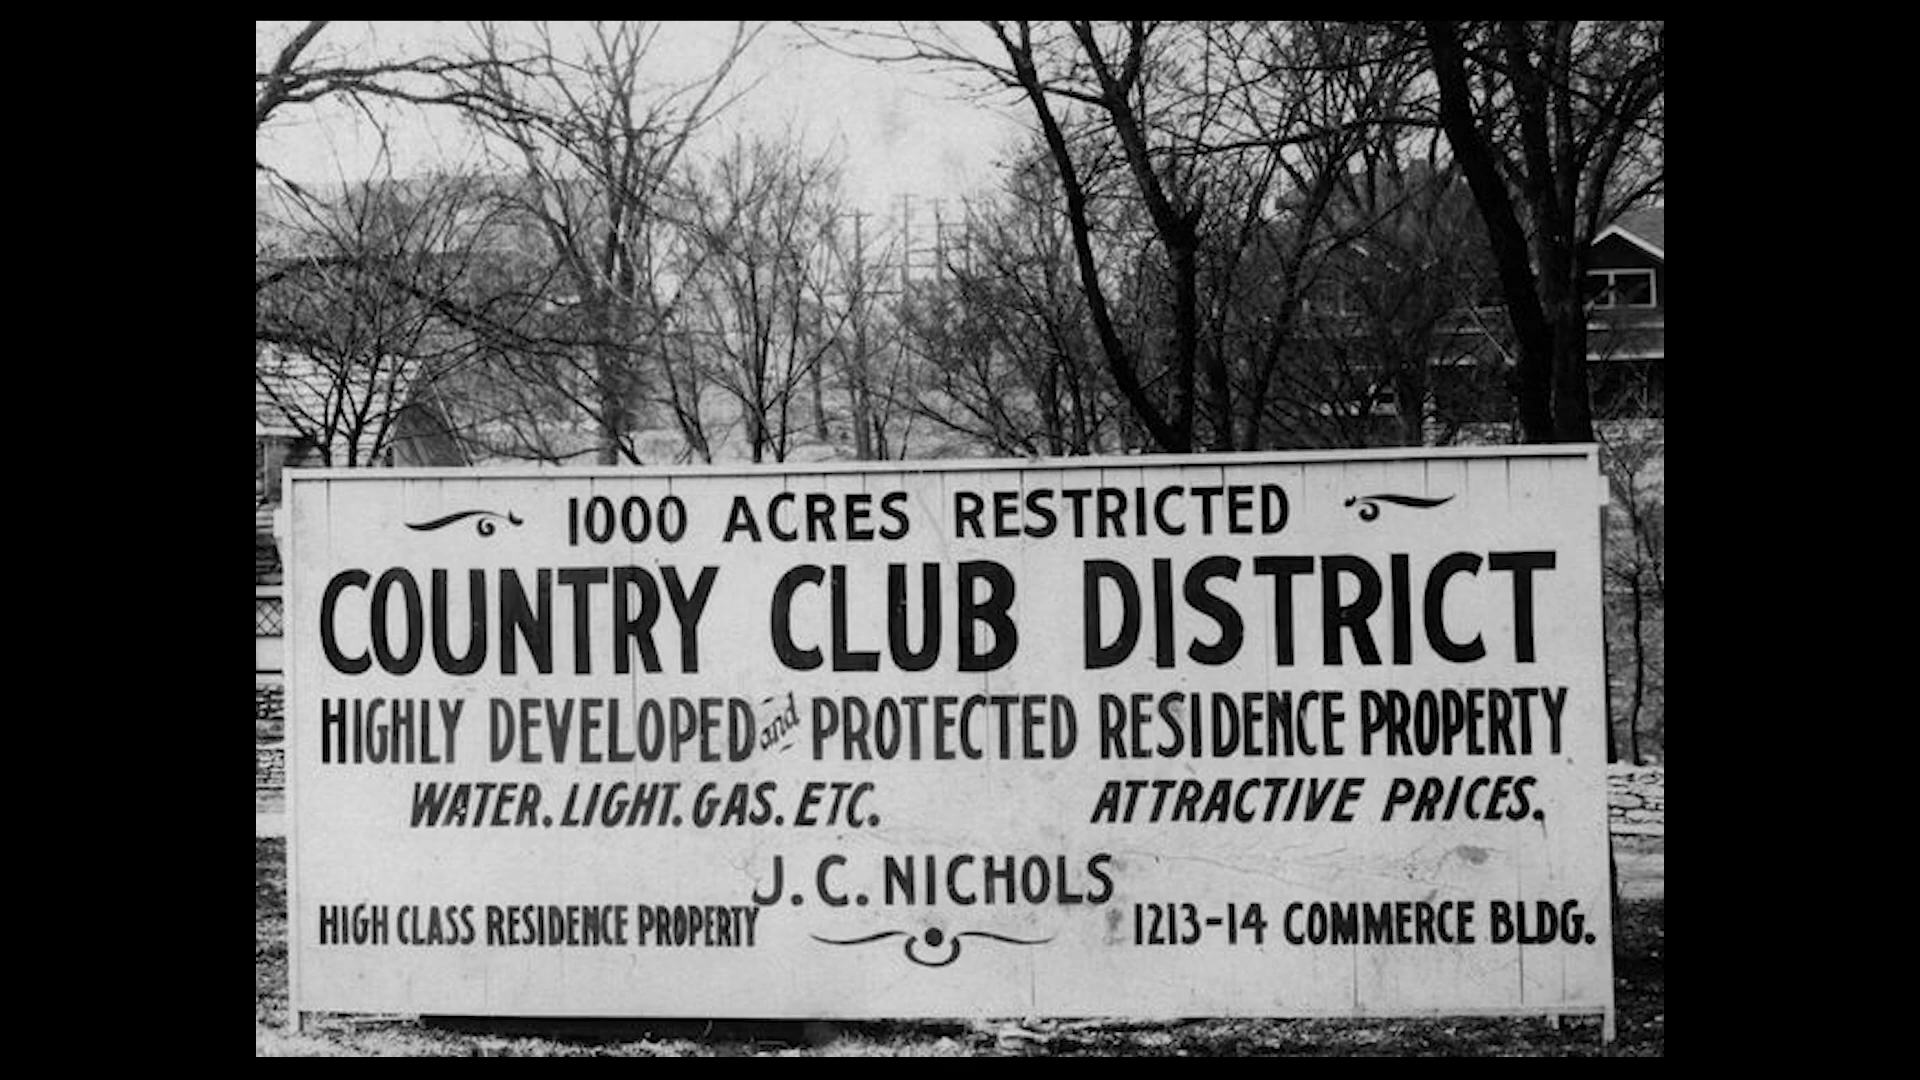 1000 ACRES RESTRICTED
COUNTRY CLUB DISTRICT
HIGHLY DEVELOPED and PROTECTED RESIDENCE PROPERTY
WATER. LIGHT. GAS. ETC. ATTRACTIVE PRICES.
J. C. NICHOLS
HIGH CLASS RESIDENCE PROPERTY 1213-14 COMMERCE BLDG.